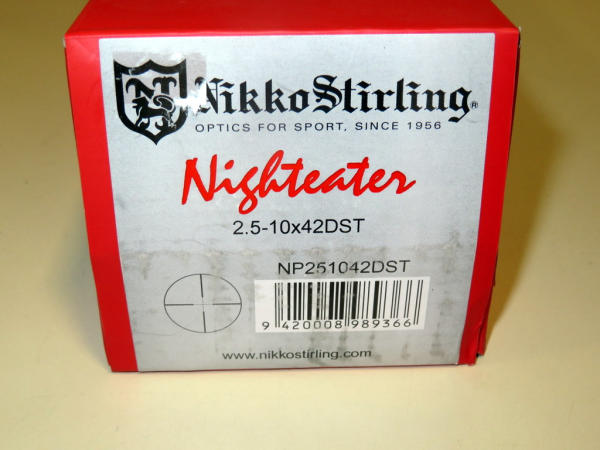 N
NikkoStirling®
OPTICS FOR SPORT, SINCE 1956
Nighteater
2.5-10x42DST
NP251042DST
9 420008 989366
www.nikkostirling.com